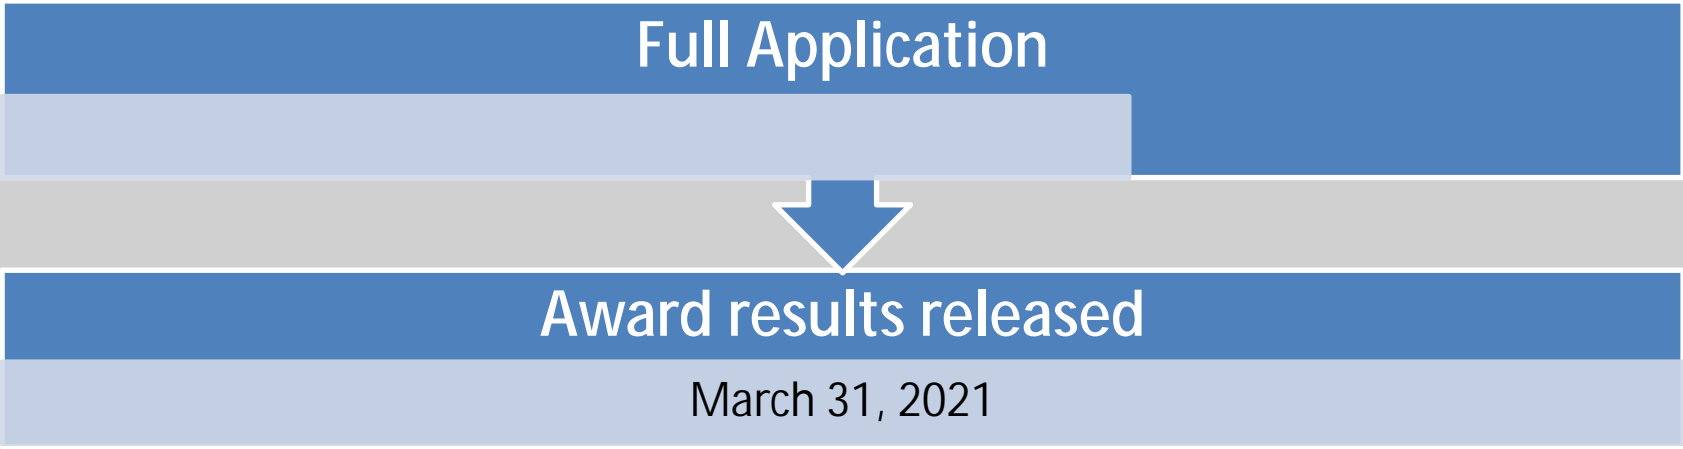 Full Application
Award results released
March 31, 2021